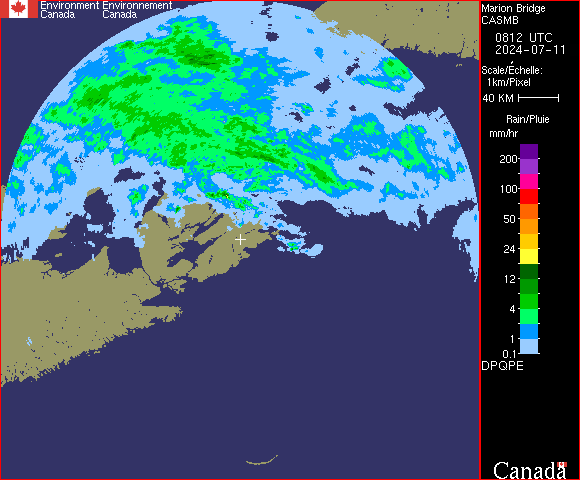 Environment Environnement
Canada Canada
Marion Bridge
CASMB
0812 UTC
2024-07-11
Scale/Échelle:
1km/Pixel
40 KM
Rain/Pluie
mm/hr
200
100
50
24
12
4
1
0.1
DPQPE
Canada